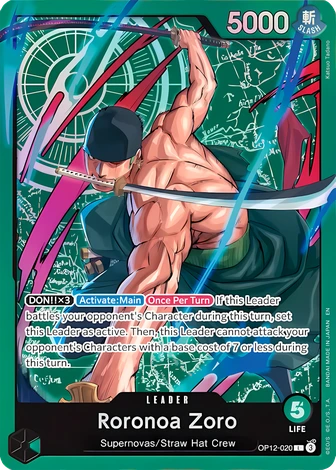 5000
斬
SLASH
Katsuo Tadano
DON!!×3 Activate:Main Once Per Turn If this Leader
battles your opponent's Character during this turn, set
this Leader as active. Then, this Leader cannot attack your
opponent's Characters with a base cost of 7 or less during
this turn.
LEADER
Roronoa Zoro
Supernovas/Straw Hat Crew
5
LIFE
OP12-020 L 3
BANDAI MADE IN JAPAN EN